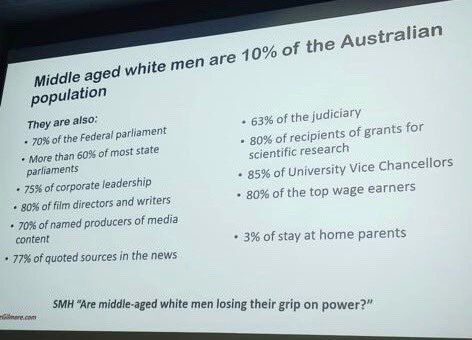 Middle aged white men are 10% of the Australian
population
They are also:
• 70% of the Federal parliament
• More than 60% of most state
parliaments
• 75% of corporate leadership
• 80% of film directors and writers
• 70% of named producers of media
content
• 77% of quoted sources in the news
• 63% of the judiciary
• 80% of recipients of grants for
scientific research
• 85% of University Vice Chancellors
• 80% of the top wage earners
• 3% of stay at home parents
SMH "Are middle-aged white men losing their grip on power?"
eGilmore.com